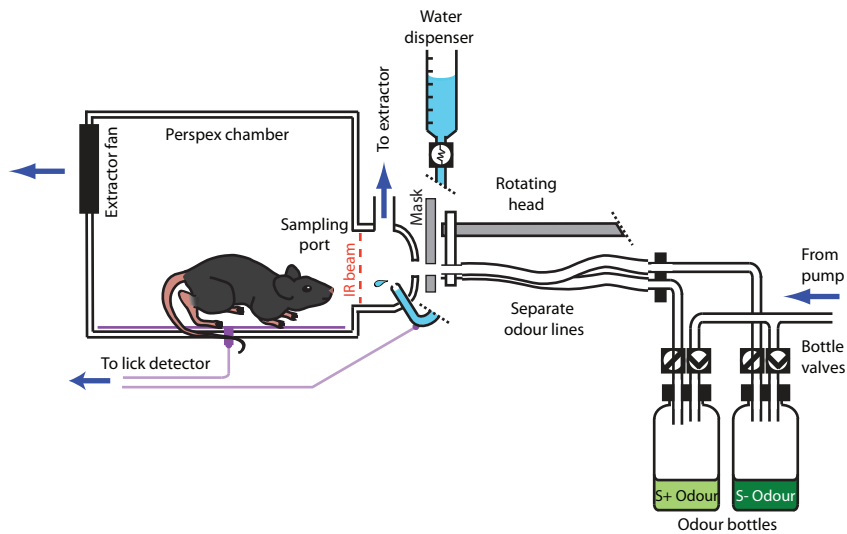 Water
dispenser
Perspex chamber
To extractor
Extractor fan
Mask
Rotating
head
Sampling
port
IR beam
From
pump
Separate
odour lines
To lick detector
Bottle
valves
S+ Odour
S- Odour
Odour bottles